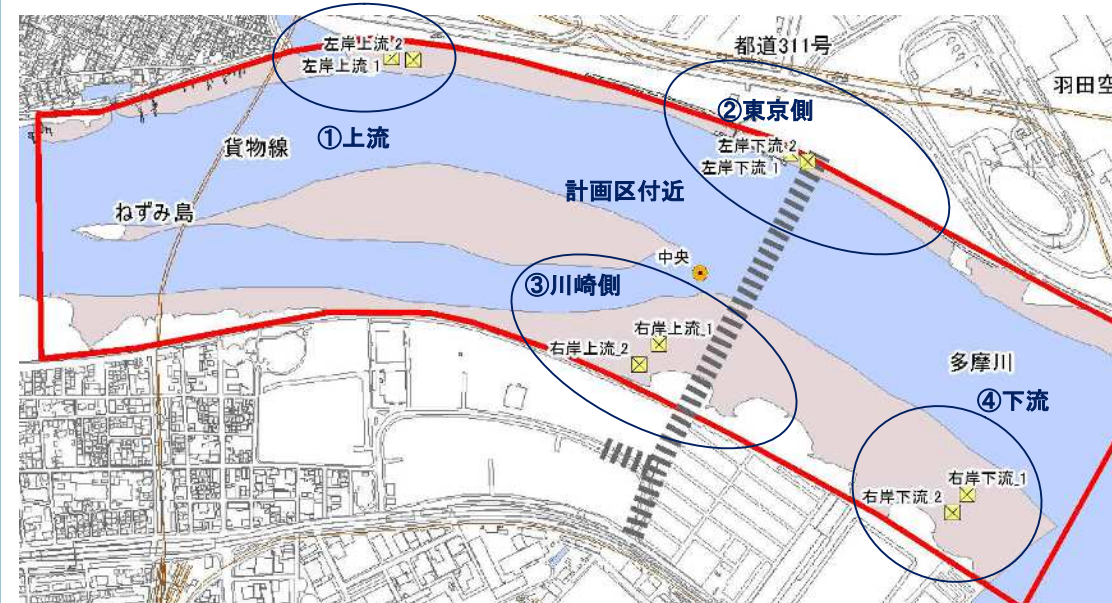 左岸上流_2
左岸上流_1
①上流
貨物線
ねずみ島
都道311号
羽田空
②東京側
左岸下流_2
左岸下流_1
計画区付近
中央
③川崎側
右岸上流_1
右岸上流_2
多摩川
④下流
右岸下流_1
右岸下流_2